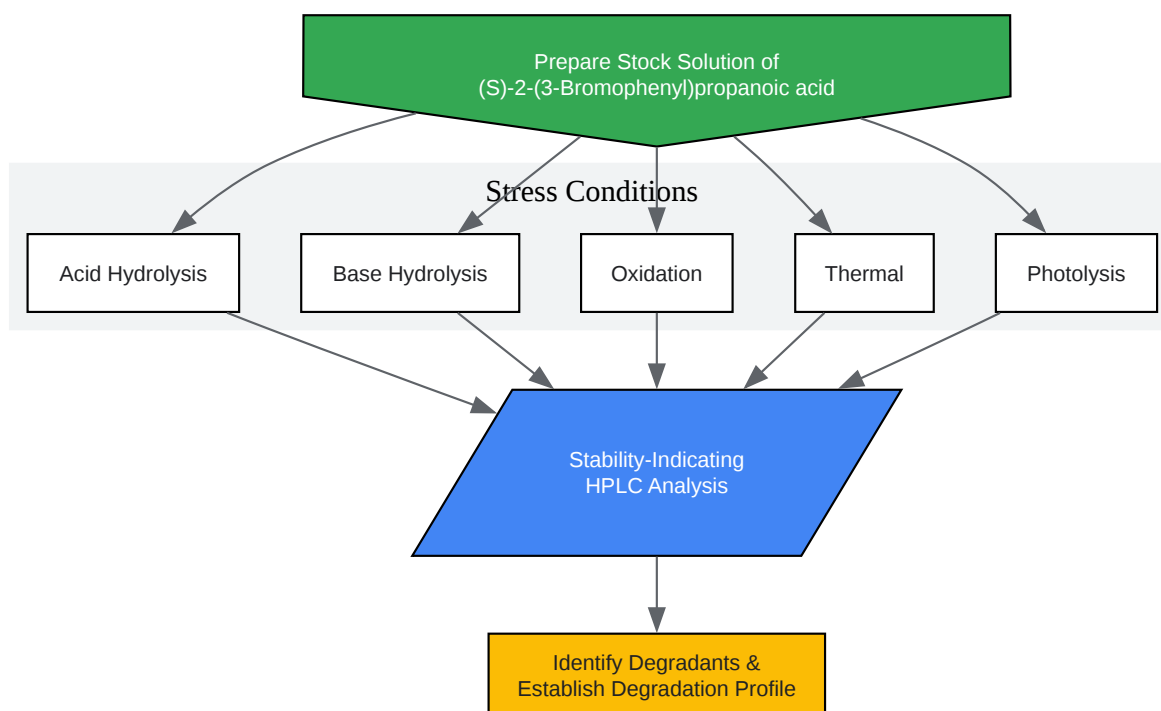 Prepare Stock Solution of
(S)-2-(3-Bromophenyl)propanoic acid
Stress Conditions
Acid Hydrolysis
Base Hydrolysis
Oxidation
Thermal
Photolysis
Stability-Indicating
HPLC Analysis
Identify Degradants &
Establish Degradation Profile